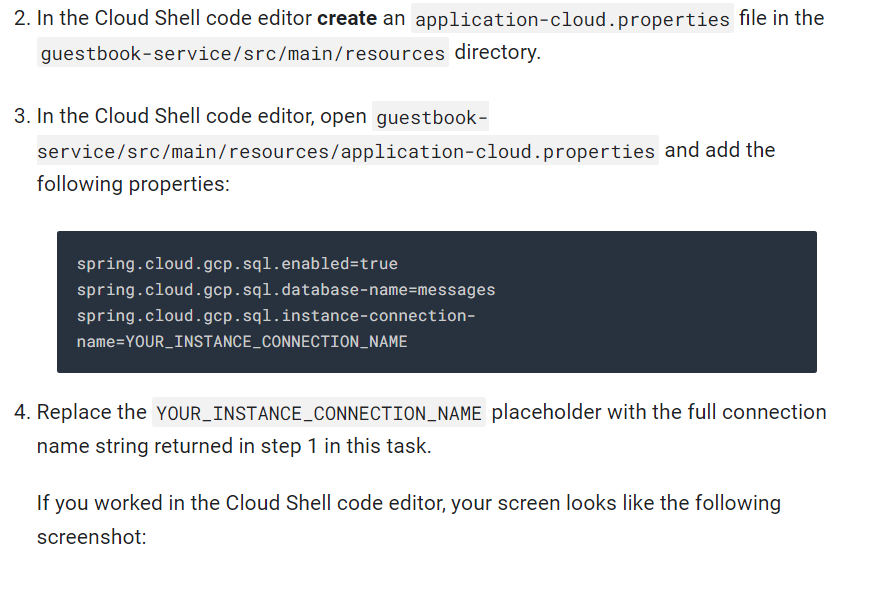 2. In the Cloud Shell code editor create an application-cloud.properties file in the
guestbook-service/src/main/resources directory.
3. In the Cloud Shell code editor, open guestbook-
service/src/main/resources/application-cloud.properties and add the
following properties:
spring.cloud.gcp.sql.enabled=true
spring.cloud.gcp.sql.database-name=messages
spring.cloud.gcp.sql.instance-connection-
name=YOUR_INSTANCE_CONNECTION_NAME
4. Replace the YOUR_INSTANCE_CONNECTION_NAME placeholder with the full connection
name string returned in step 1 in this task.
If you worked in the Cloud Shell code editor, your screen looks like the following
screenshot: